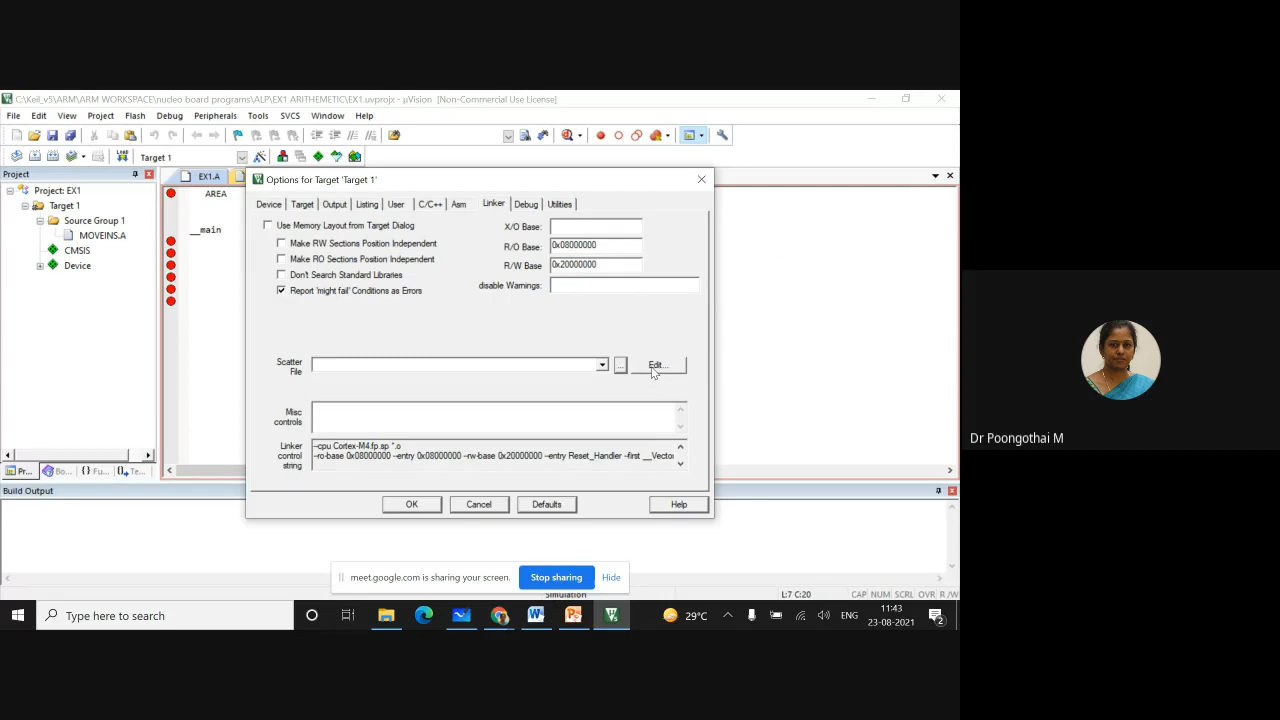 C:\Keil_v5\ARM\ARM WORKSPACE\nucleo board programs\ALP\EX1 ARITHEMETIC\EX1.uvprojx - µVision [Non-Commercial Use License]
File Edit View Project Flash Debug Peripherals Tools SVCS Window Help
Target 1
Project
EX1.A
Project: EX1
Target 1
Source Group 1
MOVEINS.A
CMSIS
Device
AREA
__main
Options for Target 'Target 1'
Device Target Output Listing User C/C++ Asm Linker Debug Utilities
Use Memory Layout from Target Dialog
Make RW Sections Position Independent
Make RO Sections Position Independent
Don't Search Standard Libraries
Report 'might fail' Conditions as Errors
X/O Base:
R/O Base: 0x08000000
R/W Base 0x20000000
disable Warnings:
Scatter
File
... Edit...
Misc
controls
Linker
control
string
--cpu Cortex-M4.fp.sp *.o
--ro-base 0x08000000 --entry 0x08000000 --rw-base 0x20000000 --entry Reset_Handler --first __Vector
OK Cancel Defaults Help
Pr... Bo... {} Fu... Te...
Build Output
meet.google.com is sharing your screen. Stop sharing Hide
Simulation
L:7 C:20 CAP NUM SCRL OVR R/W
Type here to search
29°C ENG
11:43
23-08-2021
2
Dr Poongothai M